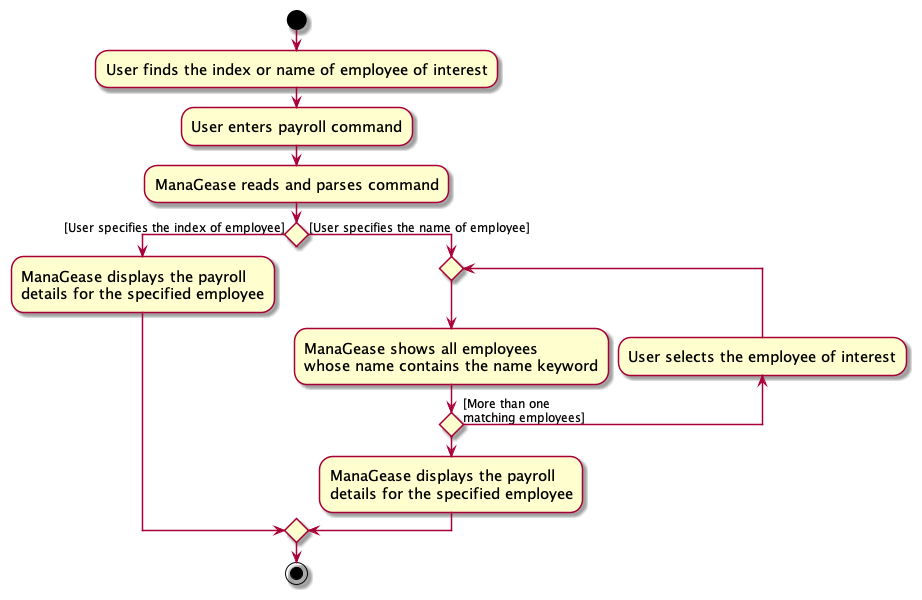 User finds the index or name of employee of interest
User enters payroll command
ManaGease reads and parses command
[User specifies the index of employee]
[User specifies the name of employee]
ManaGease displays the payroll
details for the specified employee
ManaGease shows all employees
whose name contains the name keyword
User selects the employee of interest
[More than one
matching employees]
ManaGease displays the payroll
details for the specified employee